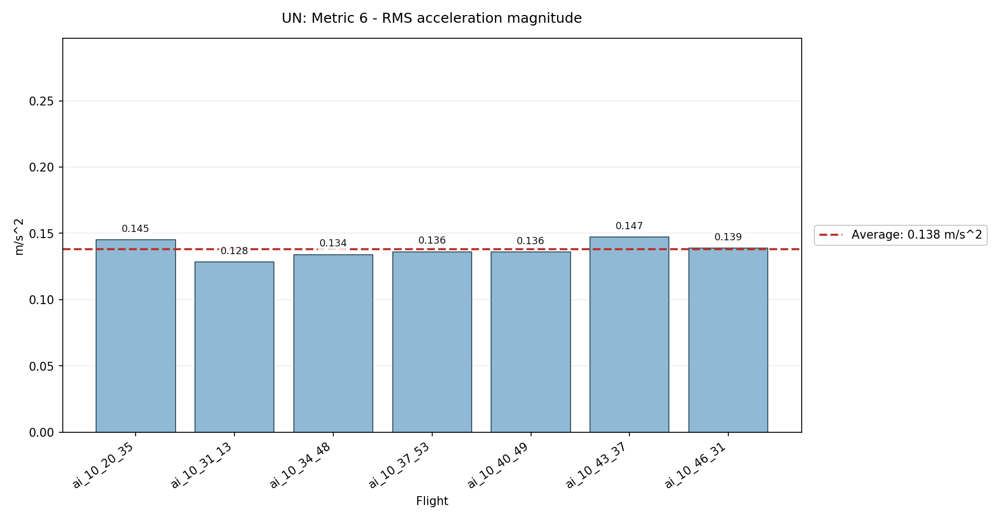 UN: Metric 6 - RMS acceleration magnitude
m/s^2
0.25
0.20
0.15
0.10
0.05
0.00
0.145
0.128
0.134
0.136
0.136
0.147
0.139
Average: 0.138 m/s^2
ai_10_20_35
ai_10_31_13
ai_10_34_48
ai_10_37_53
ai_10_40_49
ai_10_43_37
ai_10_46_31
Flight